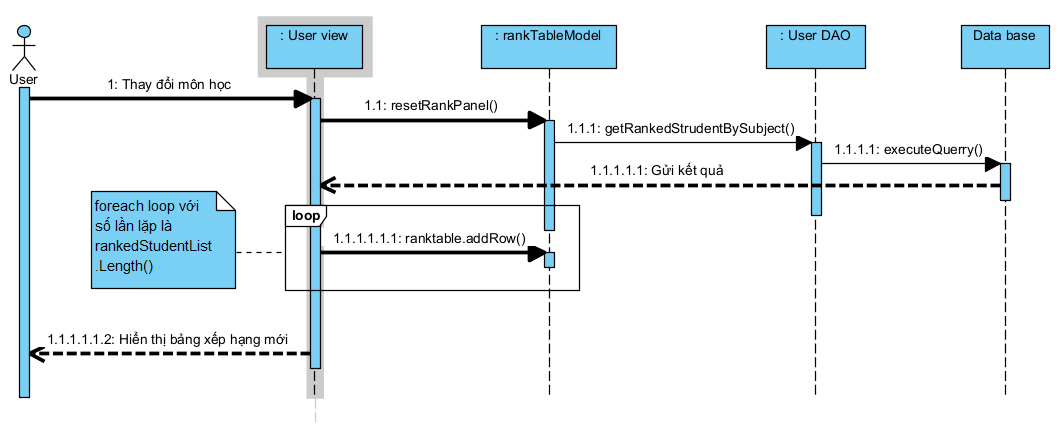 : User view
: rankTableModel
: User DAO
Data base
User
1: Thay đổi môn học
1.1: resetRankPanel()
1.1.1: getRankedStrudentBySubject()
1.1.1.1: executeQuerry()
1.1.1.1.1: Gửi kết quả
foreach loop với
số lần lặp là
rankedStudentList
.Length()
loop
1.1.1.1.1.1: ranktable.addRow()
1.1.1.1.1.2: Hiển thị bảng xếp hạng mới